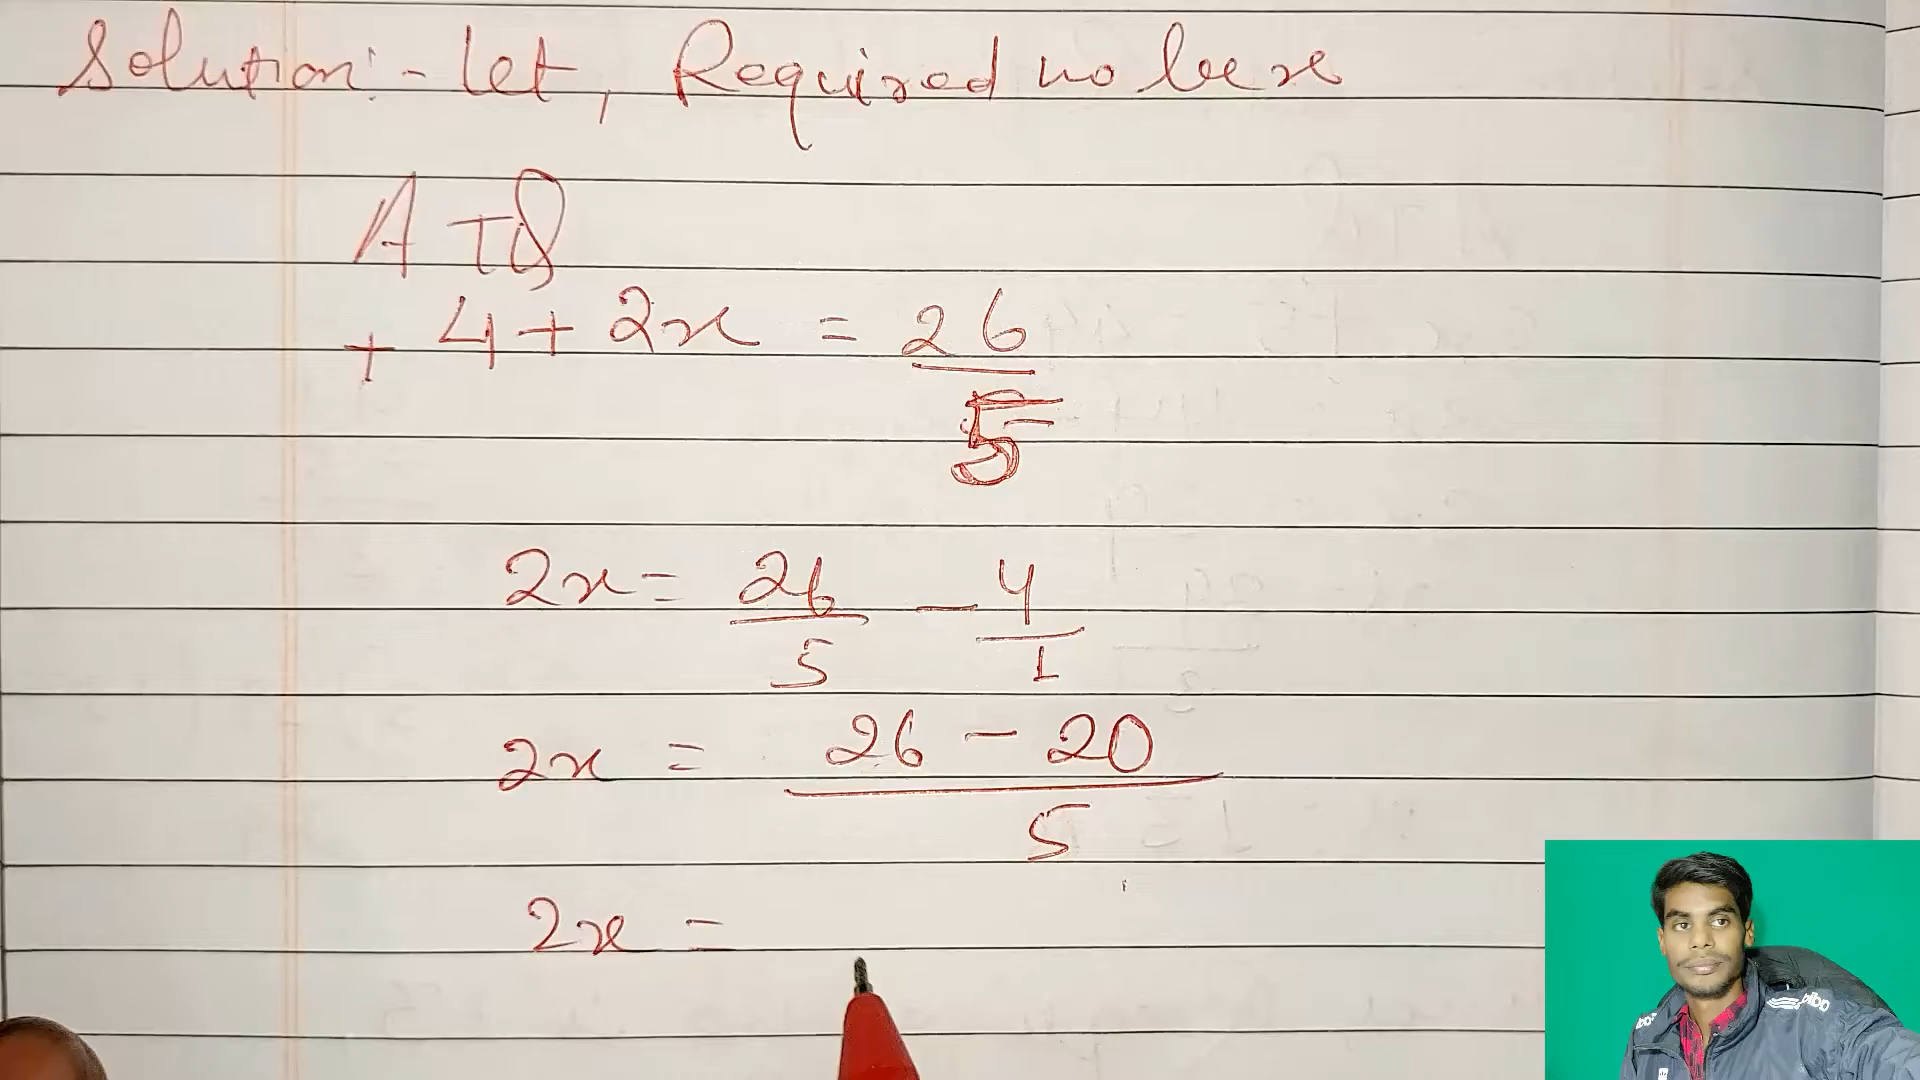 Solution:- Let, Required no be x
ATQ
+ 4 + 2x = 26/5
2x = 26/5 - 4/1
2x = 26 - 20/5
2x =